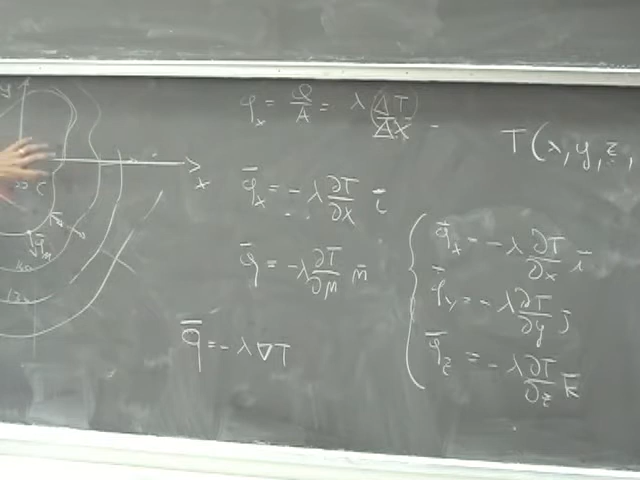 y
q_x = Q/A = λ (ΔT/Δx) -
T(x, y, z,
x
q̄_x = -λ ∂T/∂x ī
q̄_x = -λ ∂T/∂x ī
q̄ = -λ ∂T/∂n n̄
q̄_y = -λ ∂T/∂y j̄
q̄ = -λ ∇T
q̄_z = -λ ∂T/∂z k̄